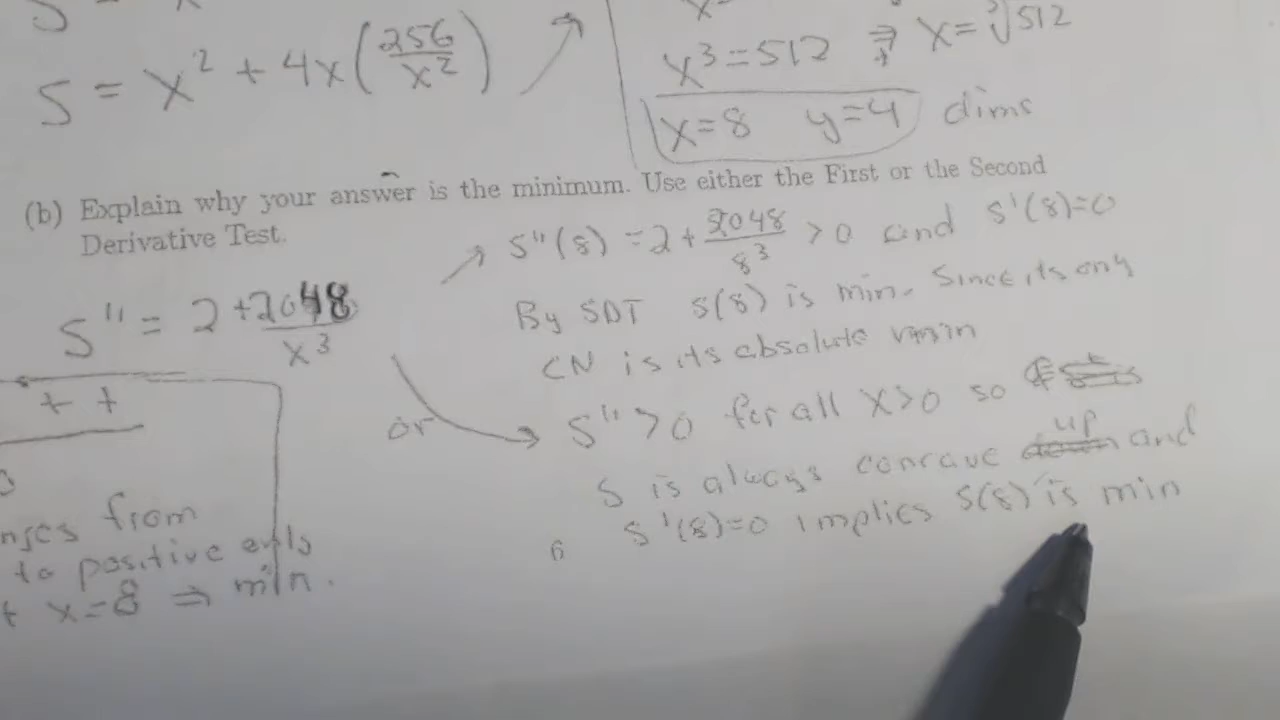 S = x² + 4x(256/x²)
x³ = 512 ⇒ x = ∛512
x=8 y=4 dims
(b) Explain why your answer is the minimum. Use either the First or the Second
Derivative Test.
S''(8) = 2 + 2048/8³ > 0 and S'(8)=0
By SDT S(8) is min. Since its only
CN is its absolute min
S'' = 2 + 2048/x³
+ +
or
S'' > 0 for all x>0 so
S is always concave up and
S'(8)=0 implies S(8) is min
from
to positive only
x=8 ⇒ min.